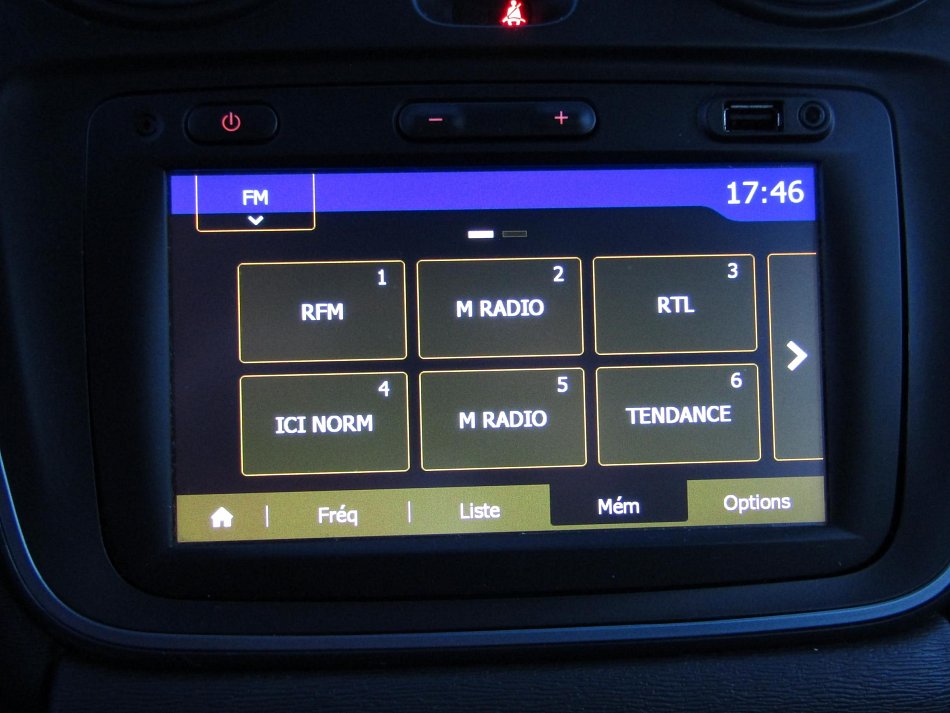 FM
17:46
1
RFM
2
M RADIO
3
RTL
4
ICI NORM
5
M RADIO
6
TENDANCE
Fréq
Liste
Mém
Options